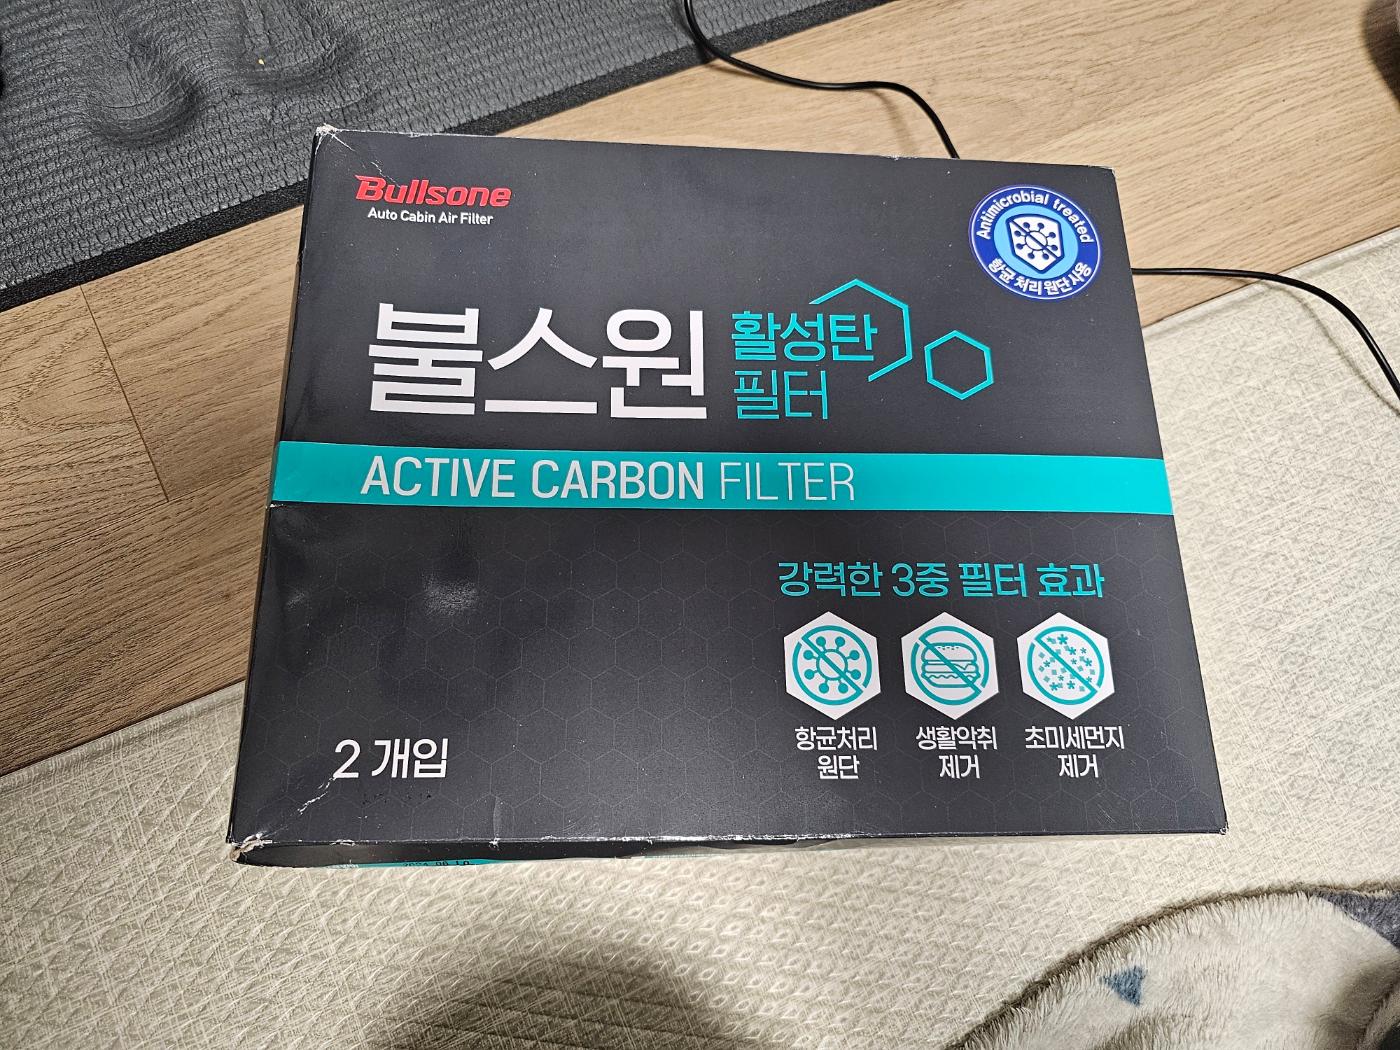 Bullsone
Auto Cabin Air Filter
Antimicrobial treated
항균 처리 원단 사용
불스원
활성탄
필터
ACTIVE CARBON FILTER
강력한 3중 필터 효과
항균처리
원단
생활악취
제거
초미세먼지
제거
2 개입